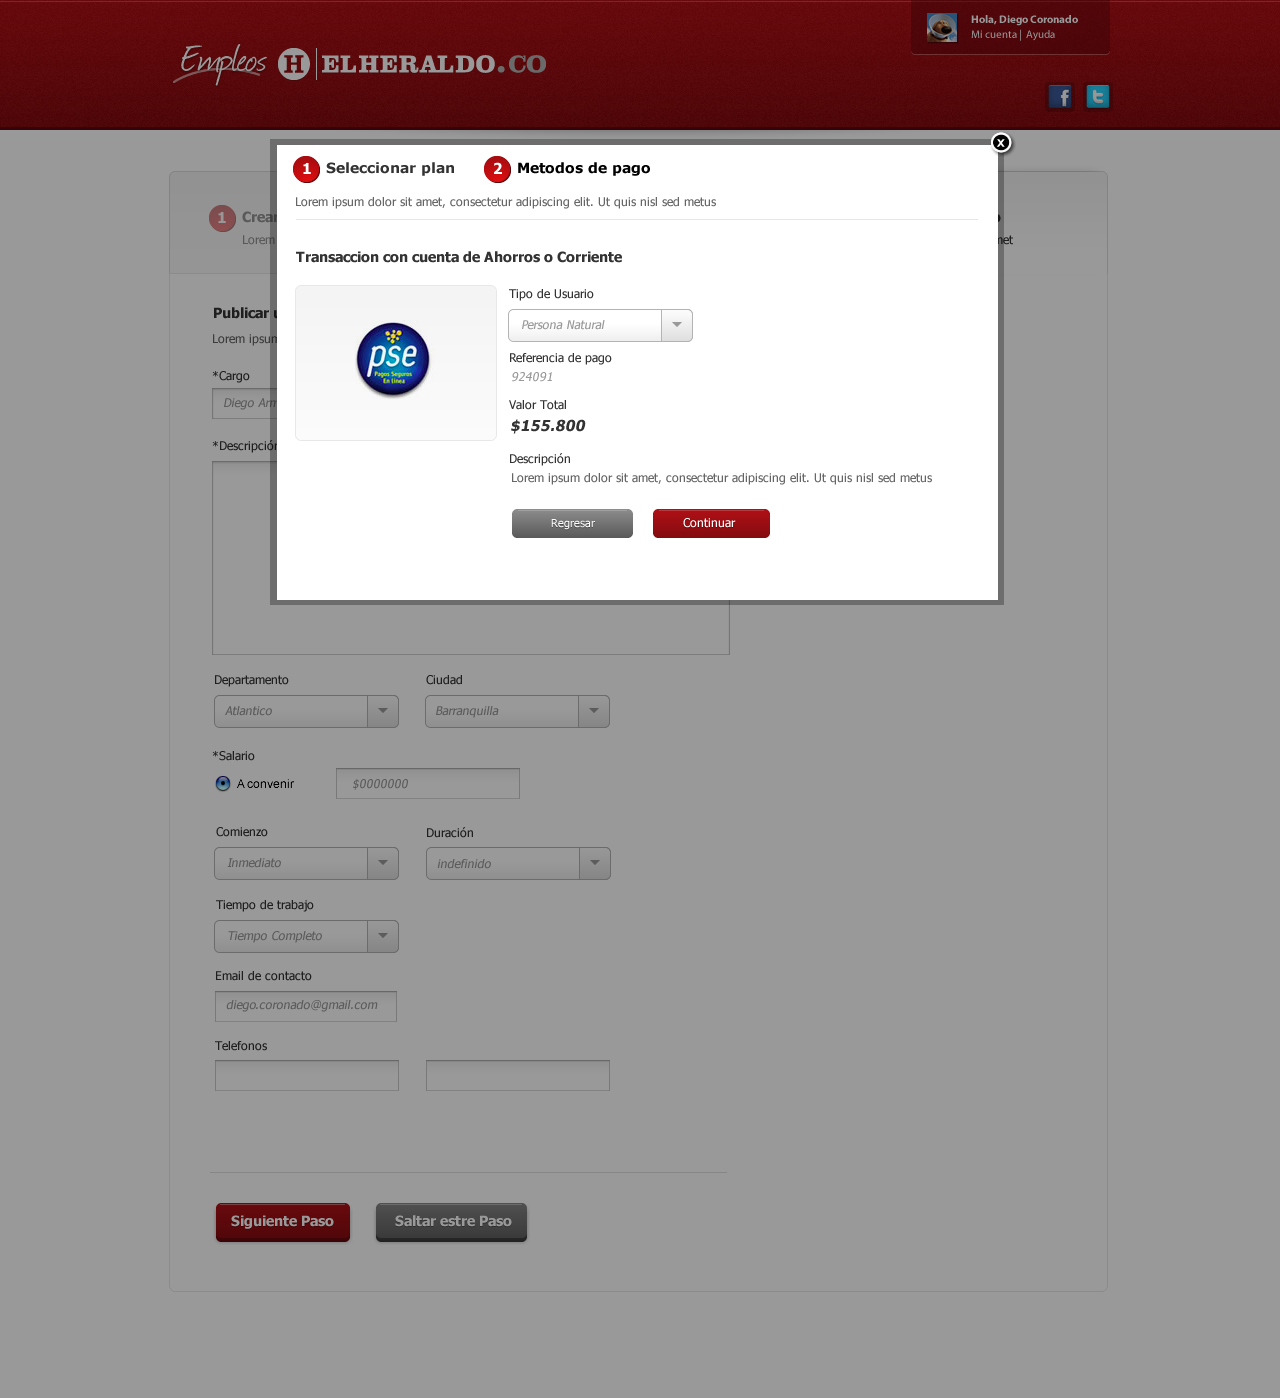 Hola, Diego Coronado
Mi cuenta | Ayuda
Empleos H ELHERALDO.CO
f t
x
1 Seleccionar plan 2 Metodos de pago
Lorem ipsum dolor sit amet, consectetur adipiscing elit. Ut quis nisl sed metus
1
Lorem
Transaccion con cuenta de Ahorros o Corriente
pse
Pagos Seguros
En Línea
Tipo de Usuario
Persona Natural
Referencia de pago
924091
Valor Total
$155.800
Descripción
Lorem ipsum dolor sit amet, consectetur adipiscing elit. Ut quis nisl sed metus
Regresar Continuar
Publicar
Lorem ipsum
*Cargo
Diego
*Descripción
Departamento Ciudad
Atlantico Barranquilla
*Salario
A convenir $0000000
Comienzo Duración
Inmediato indefinido
Tiempo de trabajo
Tiempo Completo
Email de contacto
diego.coronado@gmail.com
Telefonos
Siguiente Paso Saltar estre Paso